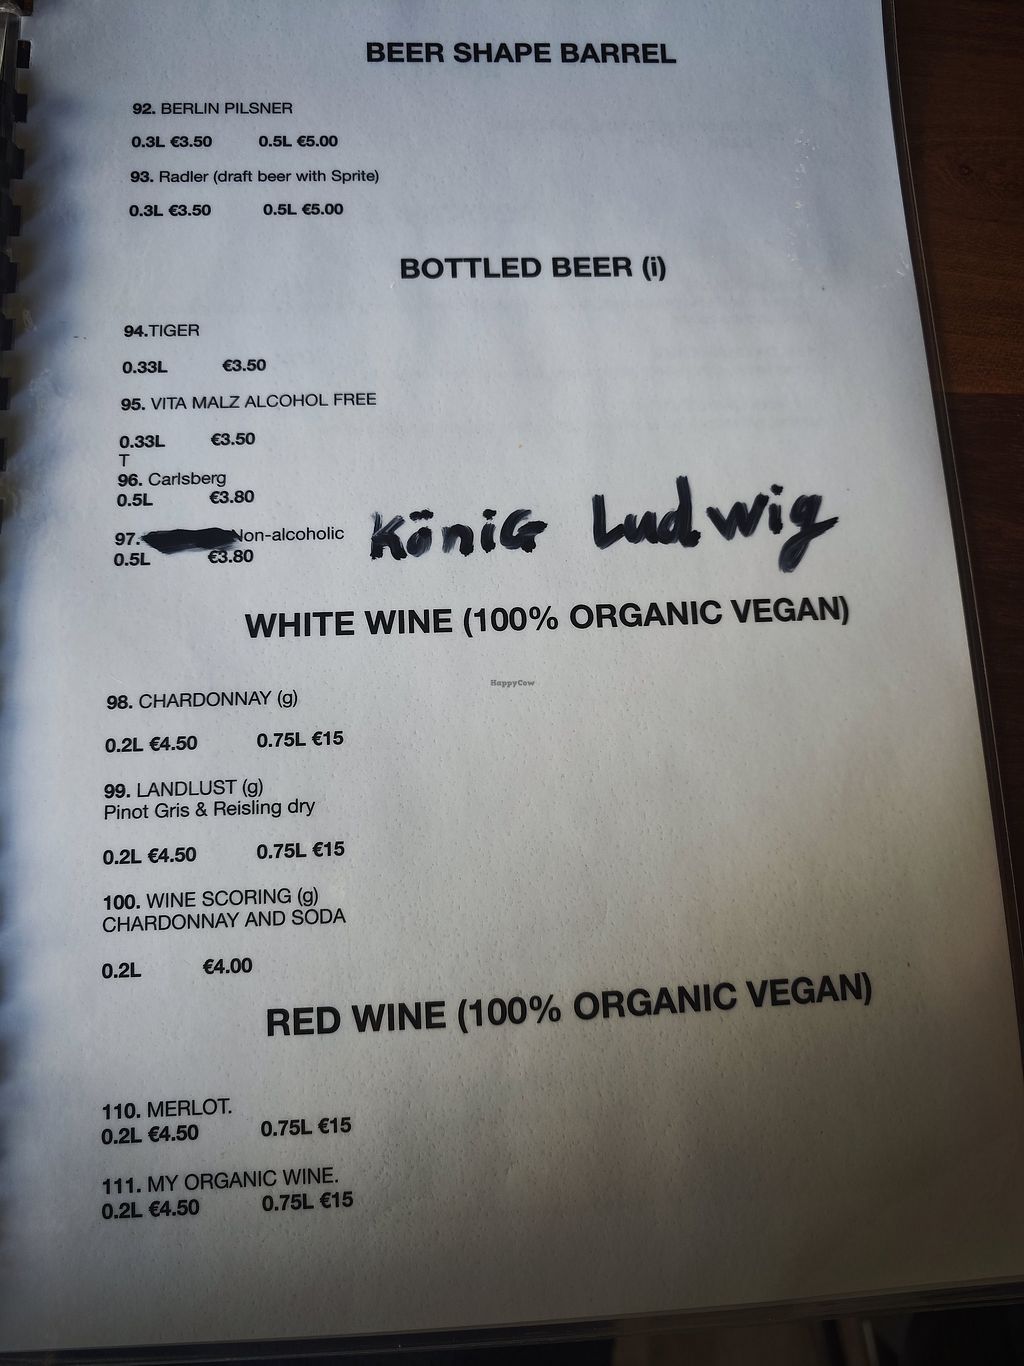 BEER SHAPE BARREL
92. BERLIN PILSNER
0.3L €3.50 0.5L €5.00
93. Radler (draft beer with Sprite)
0.3L €3.50 0.5L €5.00
BOTTLED BEER (i)
94.TIGER
0.33L €3.50
95. VITA MALZ ALCOHOL FREE
0.33L €3.50
T
96. Carlsberg
0.5L €3.80
97. Non-alcoholic König Ludwig
0.5L €3.80
WHITE WINE (100% ORGANIC VEGAN)
HappyCow
98. CHARDONNAY (g)
0.2L €4.50 0.75L €15
99. LANDLUST (g)
Pinot Gris & Reisling dry
0.2L €4.50 0.75L €15
100. WINE SCORING (g)
CHARDONNAY AND SODA
0.2L €4.00
RED WINE (100% ORGANIC VEGAN)
110. MERLOT.
0.2L €4.50 0.75L €15
111. MY ORGANIC WINE.
0.2L €4.50 0.75L €15